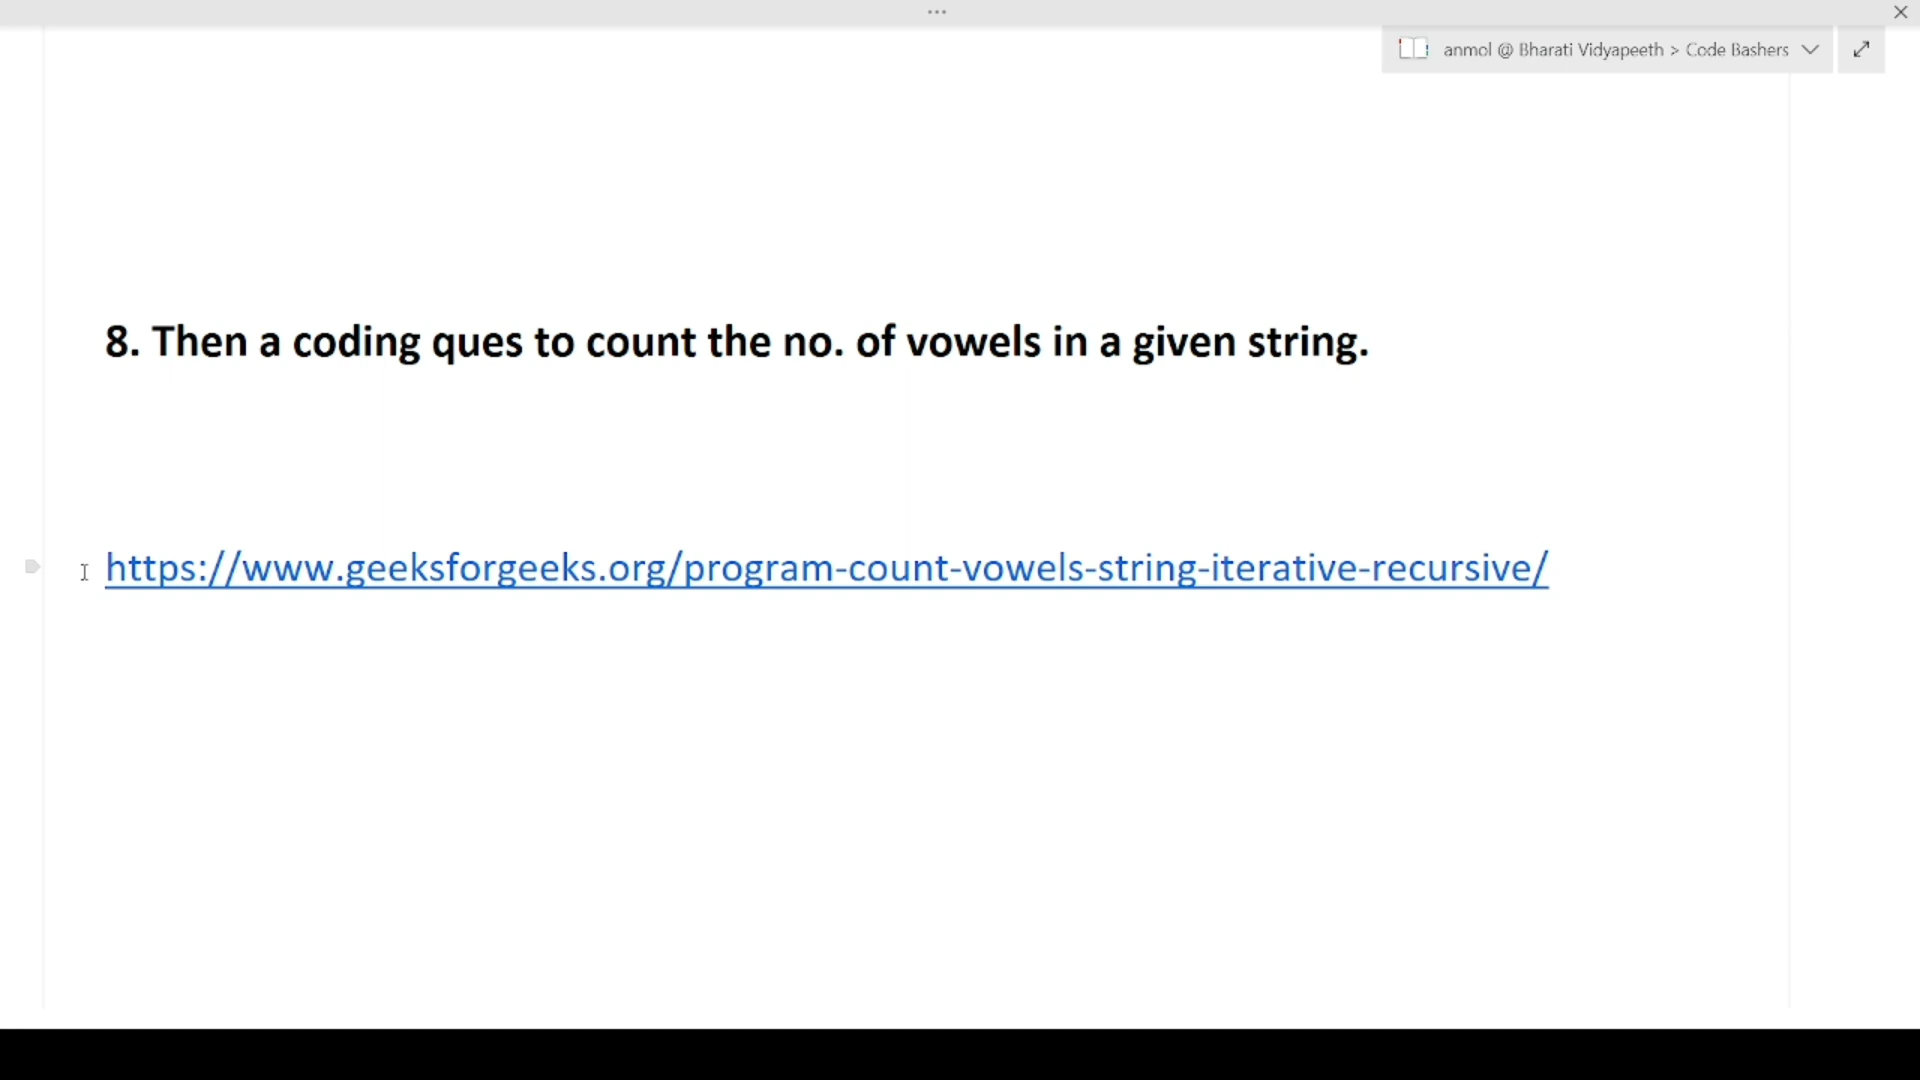 anmol @ Bharati Vidyapeeth > Code Bashers
8. Then a coding ques to count the no. of vowels in a given string.
https://www.geeksforgeeks.org/program-count-vowels-string-iterative-recursive/